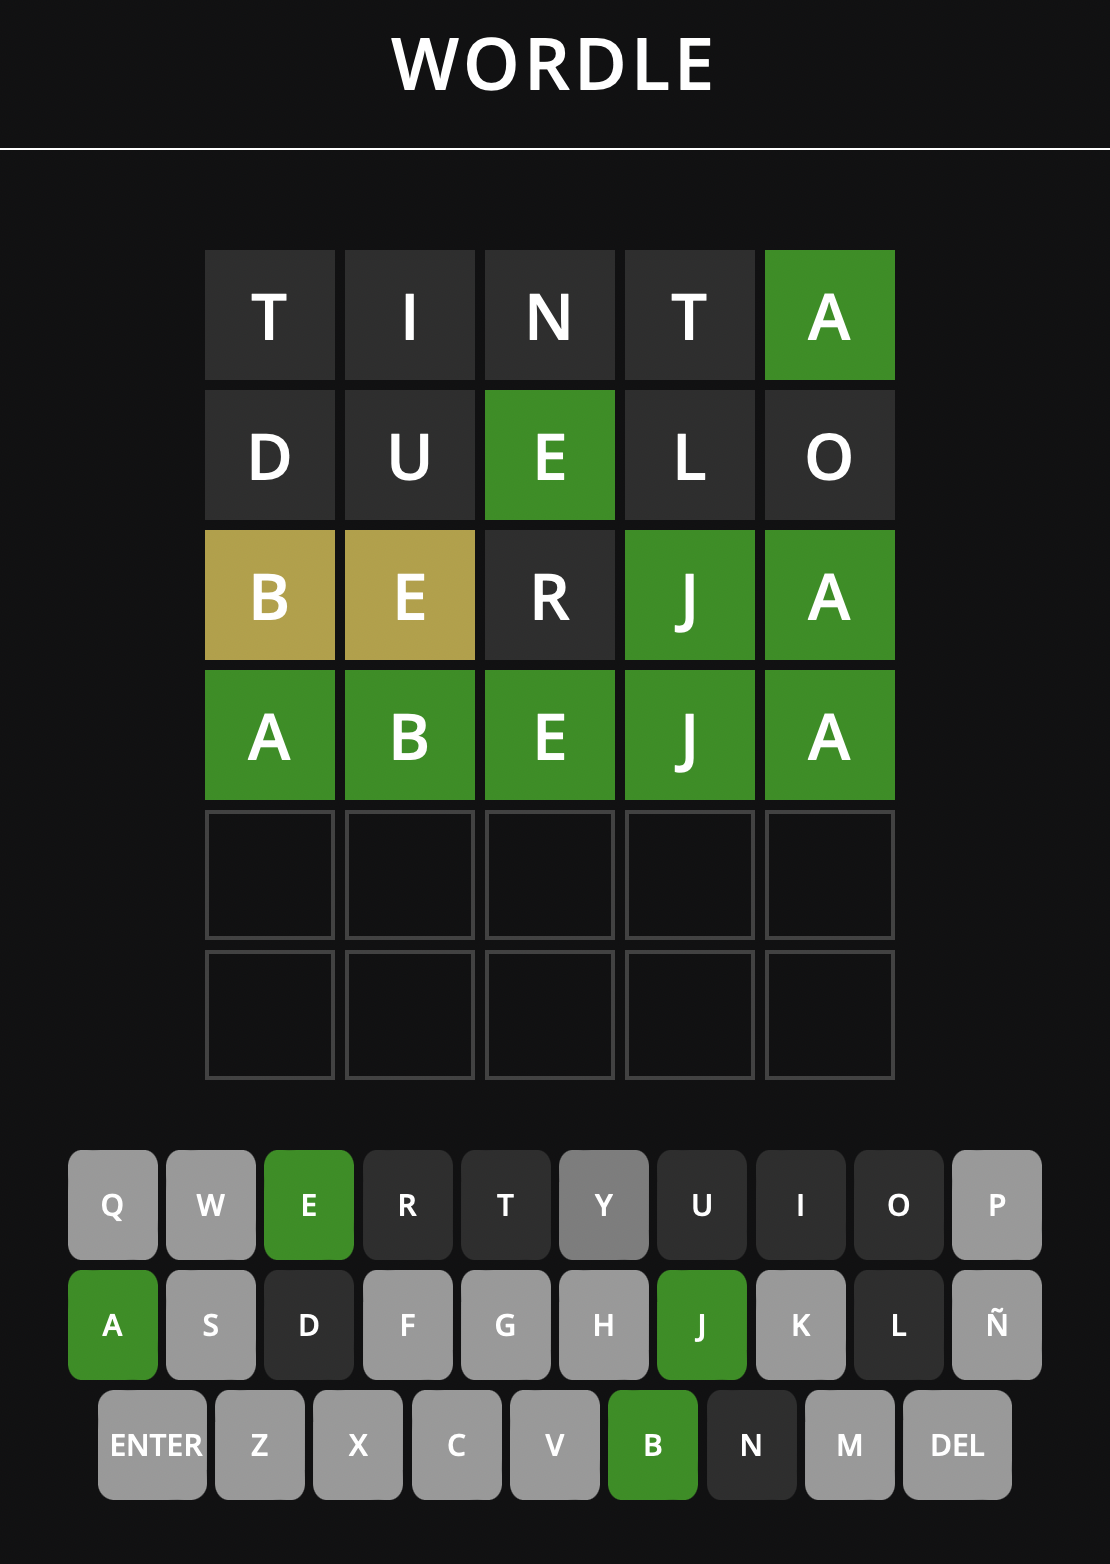 WORDLE
T I N T A
D U E L O
B E R J A
A B E J A
Q W E R T Y U I O P
A S D F G H J K L Ñ
ENTER Z X C V B N M DEL